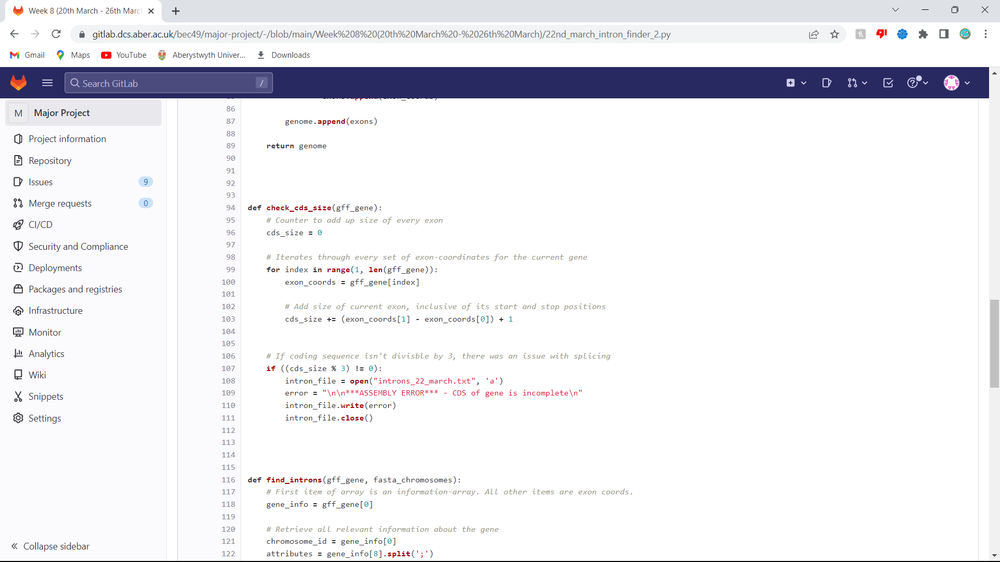 Week 8 (20th March - 26th Marc
gitlab.dcs.aber.ac.uk/bec49/major-project/-/blob/main/Week%208%20(20th%20March%20-%2026th%20March)/22nd_march_intron_finder_2.py
Gmail
Maps
YouTube
Aberystwyth Univer...
Downloads
Search GitLab
/
M
Major Project
Project information
Repository
Issues
9
Merge requests
0
CI/CD
Security and Compliance
Deployments
Packages and registries
Infrastructure
Monitor
Analytics
Wiki
Snippets
Settings
Collapse sidebar
86
87 genome.append(exons)
88
89 return genome
90
91
92
93
94 def check_cds_size(gff_gene):
95 # Counter to add up size of every exon
96 cds_size = 0
97
98 # Iterates through every set of exon-coordinates for the current gene
99 for index in range(1, len(gff_gene)):
100 exon_coords = gff_gene[index]
101
102 # Add size of current exon, inclusive of its start and stop positions
103 cds_size += (exon_coords[1] - exon_coords[0]) + 1
104
105
106 # If coding sequence isn't divisble by 3, there was an issue with splicing
107 if ((cds_size % 3) != 0):
108 intron_file = open("introns_22_march.txt", 'a')
109 error = "\n\n***ASSEMBLY ERROR*** - CDS of gene is incomplete\n"
110 intron_file.write(error)
111 intron_file.close()
112
113
114
115
116 def find_introns(gff_gene, fasta_chromosomes):
117 # First item of array is an information-array. All other items are exon coords.
118 gene_info = gff_gene[0]
119
120 # Retrieve all relevant information about the gene
121 chromosome_id = gene_info[0]
122 attributes = gene_info[8].split(';')